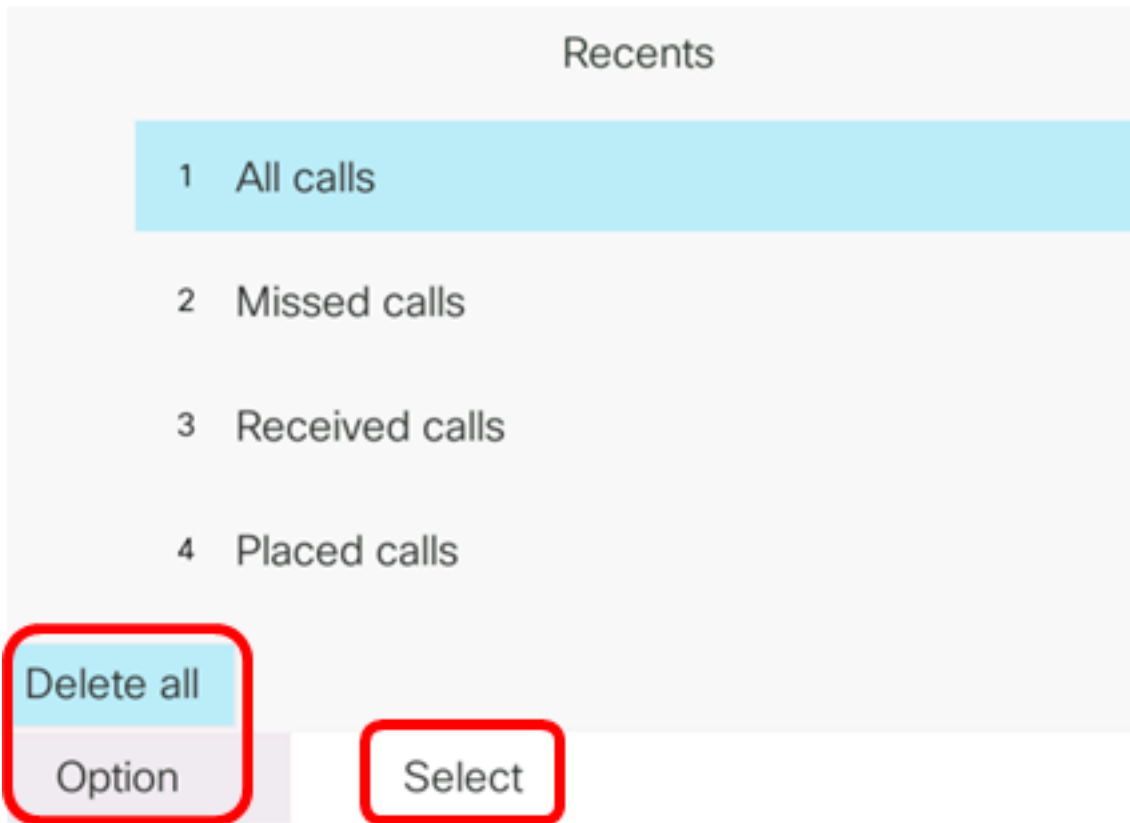 Recents
1 All calls
2 Missed calls
3 Received calls
4 Placed calls
Delete all
Option Select